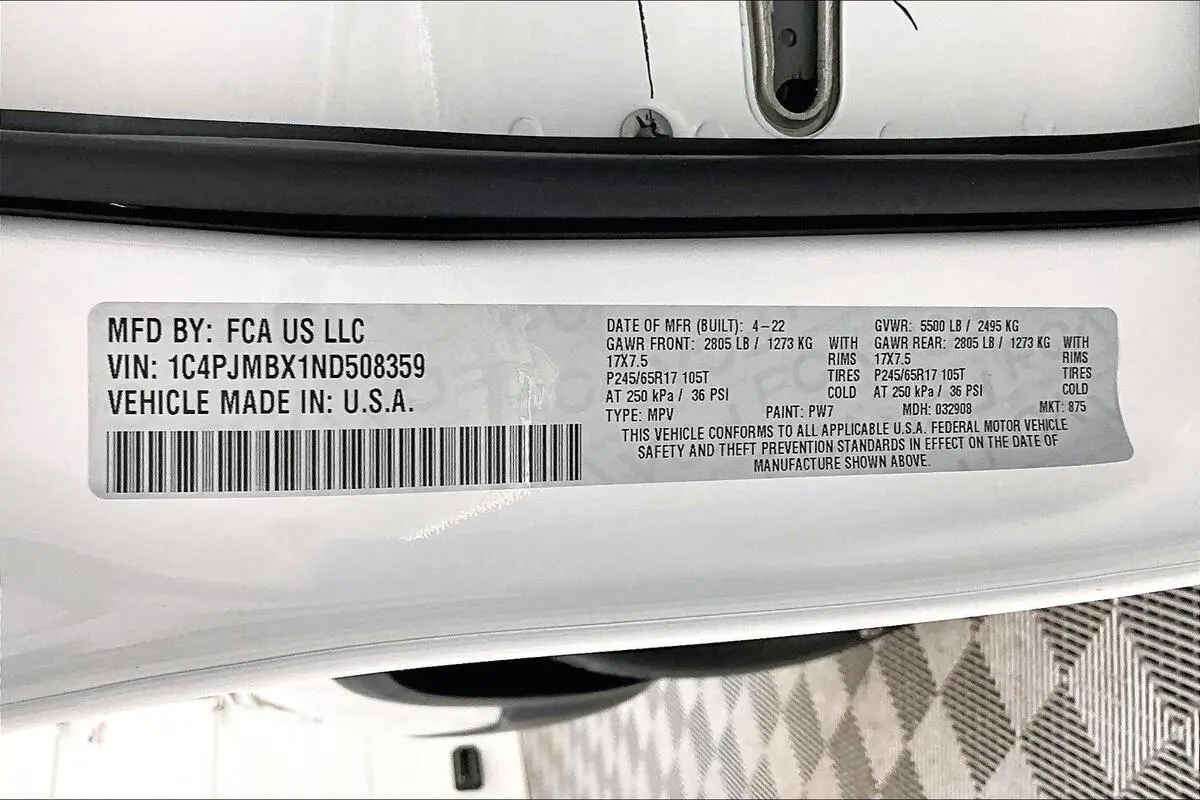 MFD BY: FCA US LLC
VIN: 1C4PJMBX1ND508359
VEHICLE MADE IN: U.S.A.
DATE OF MFR (BUILT): 4-22 GVWR: 5500 LB / 2495 KG
GAWR FRONT: 2805 LB / 1273 KG WITH GAWR REAR: 2805 LB / 1273 KG WITH
17X7.5 RIMS 17X7.5 RIMS
P245/65R17 105T TIRES P245/65R17 105T TIRES
AT 250 kPa / 36 PSI COLD AT 250 kPa / 36 PSI COLD
TYPE: MPV PAINT: PW7 MDH: 032908 MKT: 875
THIS VEHICLE CONFORMS TO ALL APPLICABLE U.S.A. FEDERAL MOTOR VEHICLE
SAFETY AND THEFT PREVENTION STANDARDS IN EFFECT ON THE DATE OF
MANUFACTURE SHOWN ABOVE.